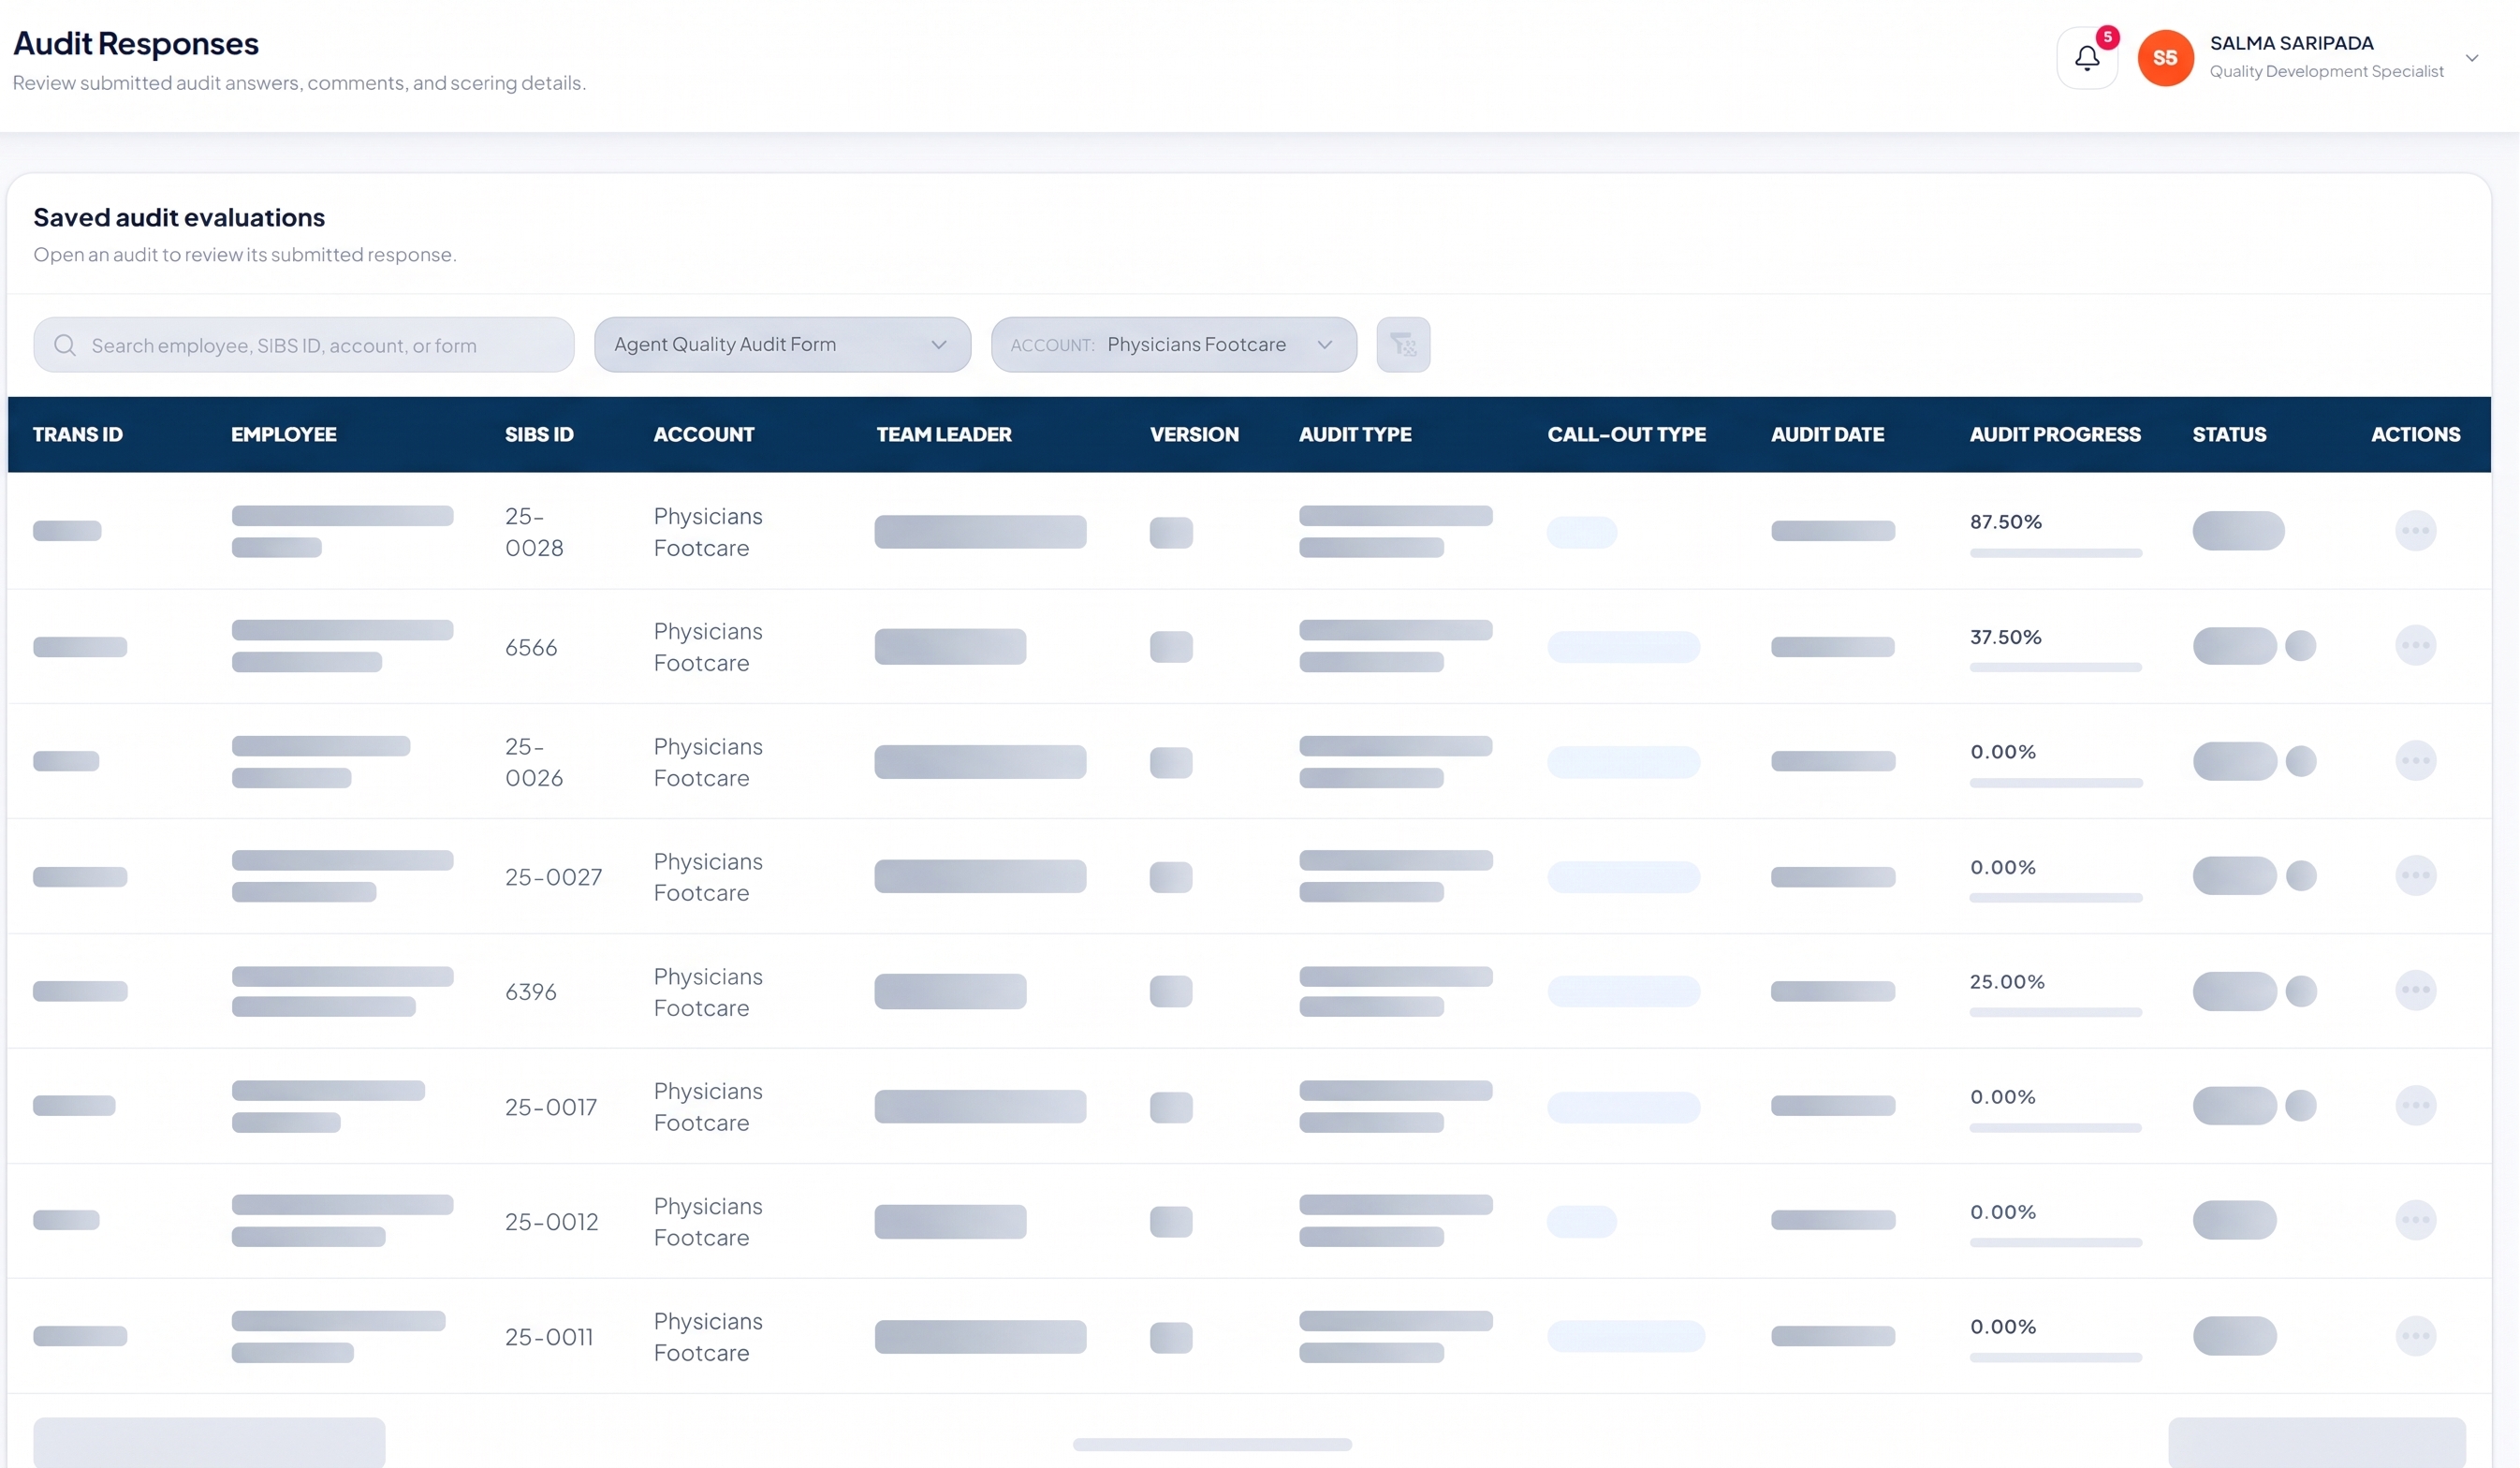 Audit Responses
Review submitted audit answers, comments, and scering details.
5
S5
SALMA SARIPADA
Quality Development Specialist
Saved audit evaluations
Open an audit to review its submitted response.
Search employee, SIBS ID, account, or form
Agent Quality Audit Form
ACCOUNT: Physicians Footcare
TRANS ID EMPLOYEE SIBS ID ACCOUNT TEAM LEADER VERSION AUDIT TYPE CALL-OUT TYPE AUDIT DATE AUDIT PROGRESS STATUS ACTIONS
25-
0028
Physicians
Footcare
87.50%
6566
Physicians
Footcare
37.50%
25-
0026
Physicians
Footcare
0.00%
25-0027
Physicians
Footcare
0.00%
6396
Physicians
Footcare
25.00%
25-0017
Physicians
Footcare
0.00%
25-0012
Physicians
Footcare
0.00%
25-0011
Physicians
Footcare
0.00%